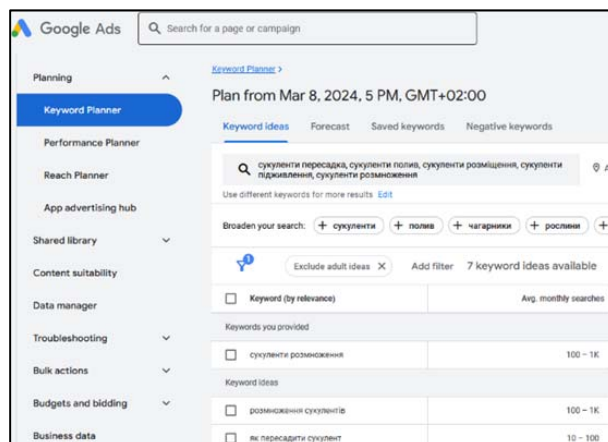 Google Ads
Search for a page or campaign
Planning
Keyword Planner
Performance Planner
Reach Planner
App advertising hub
Shared library
Content suitability
Data manager
Troubleshooting
Bulk actions
Budgets and bidding
Business data
Keyword Planner >
Plan from Mar 8, 2024, 5 PM, GMT+02:00
Keyword ideas Forecast Saved keywords Negative keywords
сукуленти пересадка, сукуленти полив, сукуленти розміщення, сукуленти
підживлення, сукуленти розмноження
Use different keywords for more results Edit
Broaden your search: + сукуленти + полив + чагарники + рослини +
1
Exclude adult ideas X Add filter 7 keyword ideas available
Keyword (by relevance) Avg. monthly searches
Keywords you provided
сукуленти розмноження 100 – 1K
Keyword ideas
розмноження сукулентів 100 – 1K
як пересадити сукулент 10 – 100